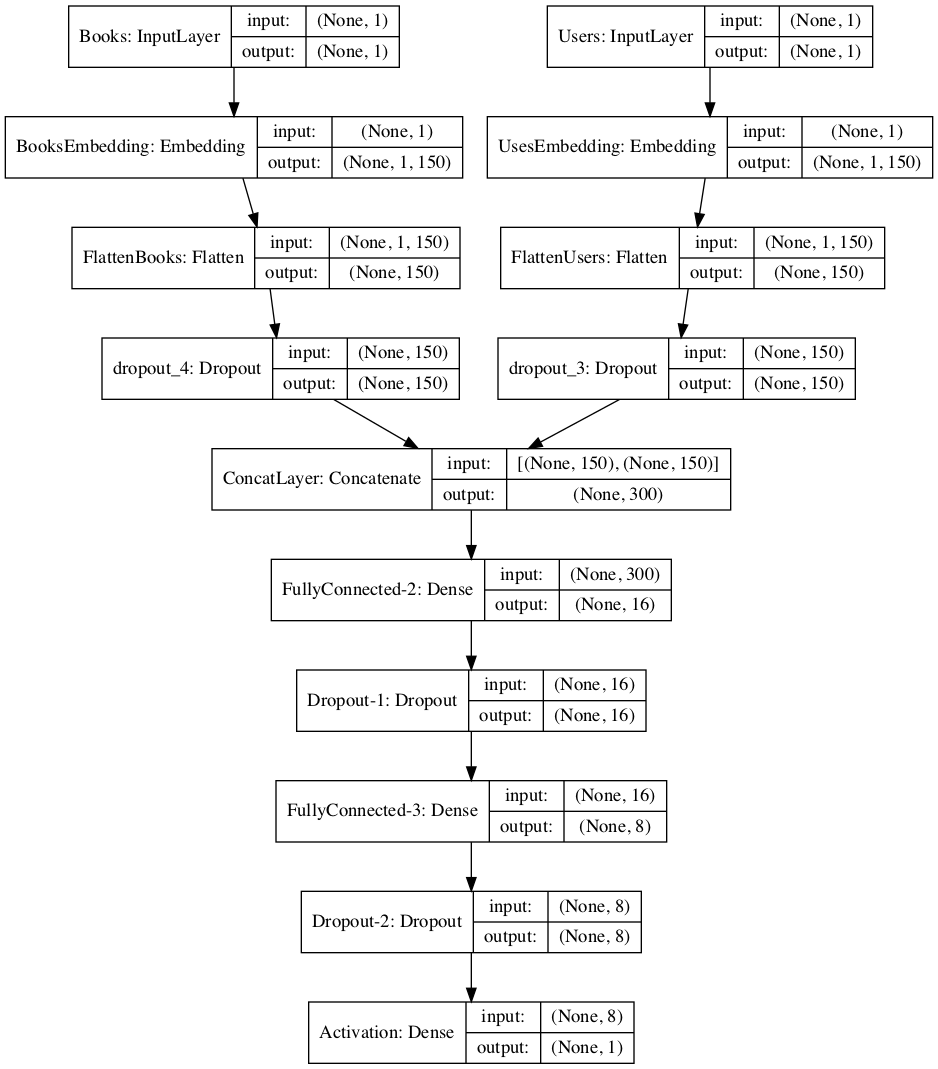 Books: InputLayer
input: (None, 1)
output: (None, 1)
Users: InputLayer
input: (None, 1)
output: (None, 1)
BooksEmbedding: Embedding
input: (None, 1)
output: (None, 1, 150)
UsesEmbedding: Embedding
input: (None, 1)
output: (None, 1, 150)
FlattenBooks: Flatten
input: (None, 1, 150)
output: (None, 150)
FlattenUsers: Flatten
input: (None, 1, 150)
output: (None, 150)
dropout_4: Dropout
input: (None, 150)
output: (None, 150)
dropout_3: Dropout
input: (None, 150)
output: (None, 150)
ConcatLayer: Concatenate
input: [(None, 150), (None, 150)]
output: (None, 300)
FullyConnected-2: Dense
input: (None, 300)
output: (None, 16)
Dropout-1: Dropout
input: (None, 16)
output: (None, 16)
FullyConnected-3: Dense
input: (None, 16)
output: (None, 8)
Dropout-2: Dropout
input: (None, 8)
output: (None, 8)
Activation: Dense
input: (None, 8)
output: (None, 1)